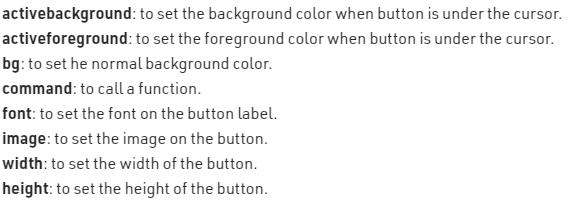 activebackground: to set the background color when button is under the cursor.
activeforeground: to set the foreground color when button is under the cursor.
bg: to set he normal background color.
command: to call a function.
font: to set the font on the button label.
image: to set the image on the button.
width: to set the width of the button.
height: to set the height of the button.